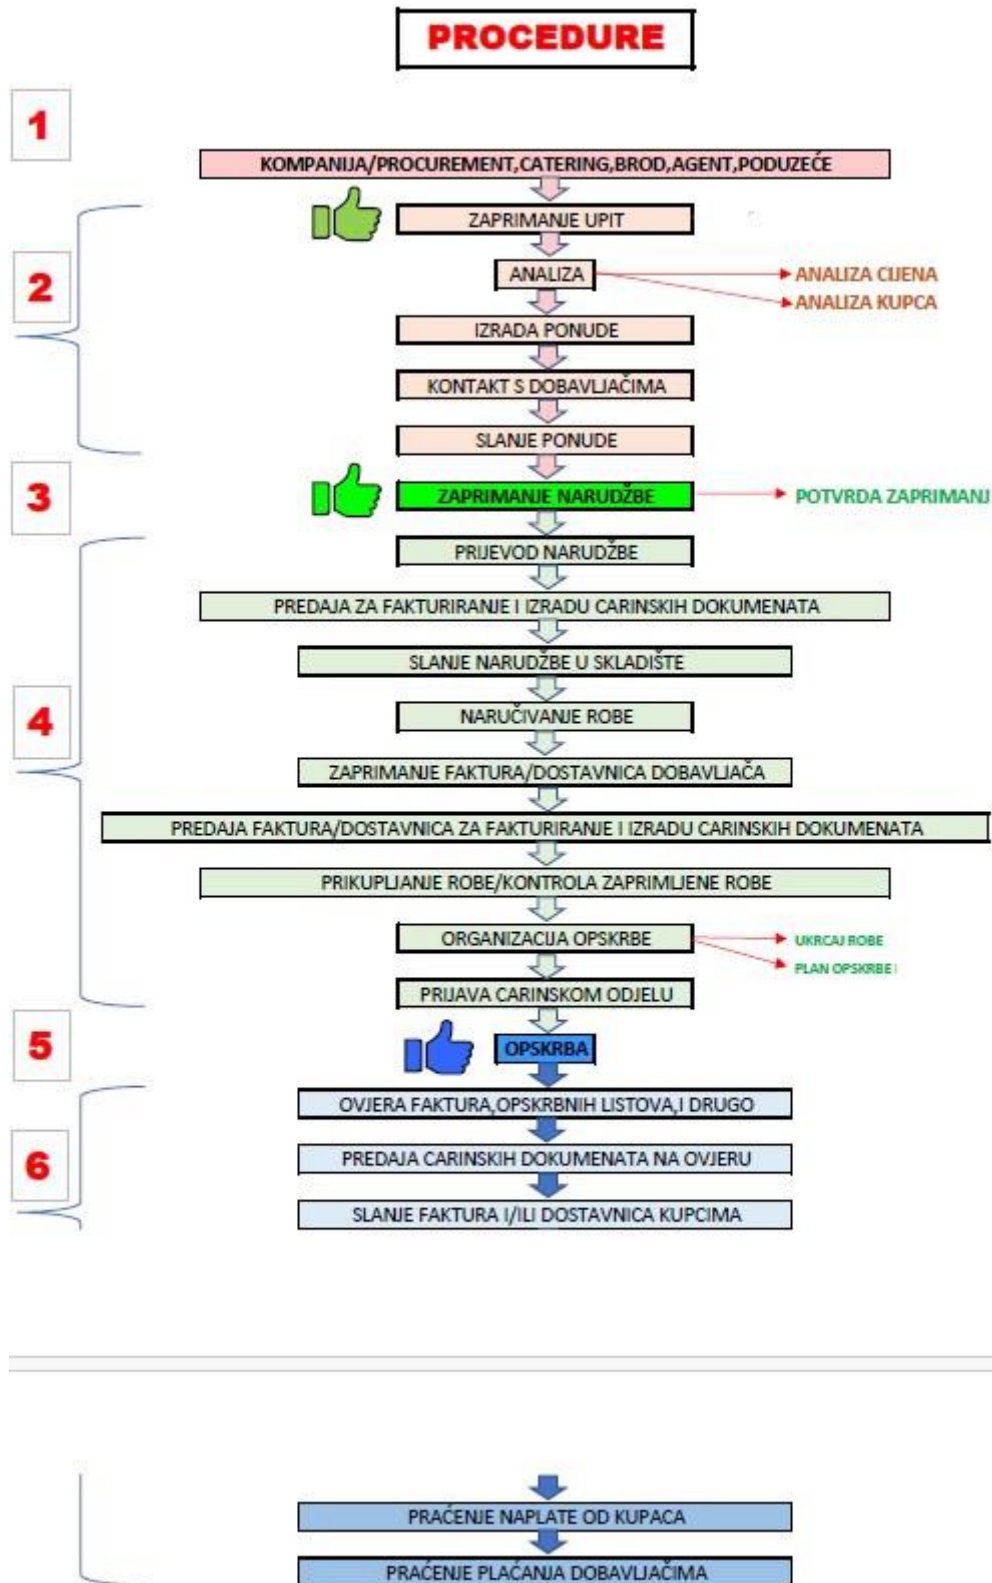 PROCEDURE
1
KOMPANIJA/PROCUREMENT,CATERING,BROD,AGENT,PODUZEĆE
ZAPRIMANJE UPIT
2
ANALIZA
ANALIZA CIJENA
ANALIZA KUPCA
IZRADA PONUDE
KONTAKT S DOBAVLJAČIMA
SLANJE PONUDE
3
ZAPRIMANJE NARUDŽBE
POTVRDA ZAPRIMANJ
PRIJEVOD NARUDŽBE
PREDAJA ZA FAKTURIRANJE I IZRADU CARINSKIH DOKUMENATA
SLANJE NARUDŽBE U SKLADIŠTE
4
NARUČIVANJE ROBE
ZAPRIMANJE FAKTURA/DOSTAVNICA DOBAVLJAČA
PREDAJA FAKTURA/DOSTAVNICA ZA FAKTURIRANJE I IZRADU CARINSKIH DOKUMENATA
PRIKUPLJANJE ROBE/KONTROLA ZAPRIMLJENE ROBE
ORGANIZACIJA OPSKRBE
UKRCAJ ROBE
PLAN OPSKRBE I
PRIJAVA CARINSKOM ODJELU
5
OPSKRBA
OVJERA FAKTURA,OPSKRBNIH LISTOVA,I DRUGO
6
PREDAJA CARINSKIH DOKUMENATA NA OVJERU
SLANJE FAKTURA I/ILI DOSTAVNICA KUPCIMA
PRAĆENJE NAPLATE OD KUPACA
PRAĆENJE PLAĆANJA DOBAVLJAČIMA